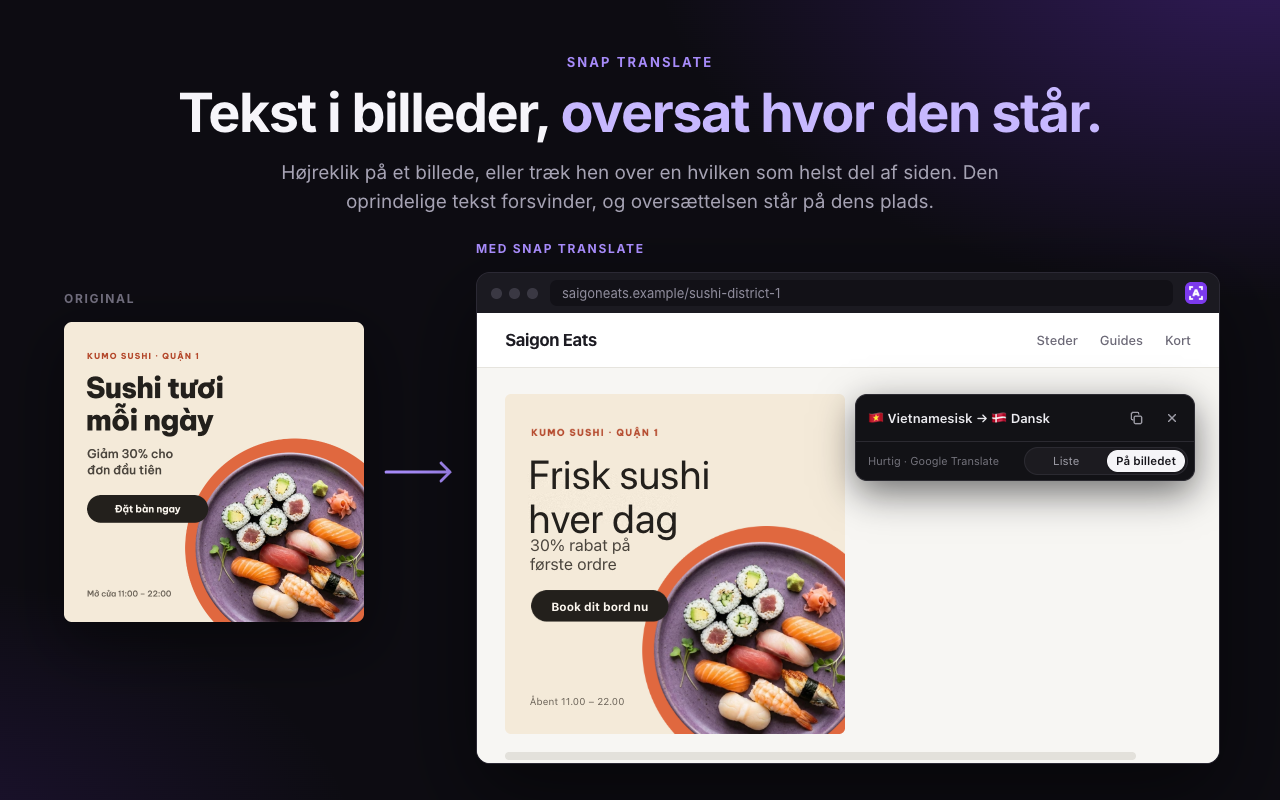 SNAP TRANSLATE
Tekst i billeder, oversat hvor den står.
Højreklik på et billede, eller træk hen over en hvilken som helst del af siden. Den
oprindelige tekst forsvinder, og oversættelsen står på dens plads.
ORIGINAL
KUMO SUSHI · QUẬN 1
Sushi tươi
mỗi ngày
Giảm 30% cho
đơn đầu tiên
Đặt bàn ngay
Mở cửa 11:00 – 22:00
MED SNAP TRANSLATE
saigoneats.example/sushi-district-1
Saigon Eats
Steder
Guides
Kort
KUMO SUSHI · QUẬN 1
Frisk sushi
hver dag
30% rabat på
første ordre
Book dit bord nu
Åbent 11.00 – 22.00
Vietnamesisk → Dansk
Hurtig · Google Translate
Liste
På billedet